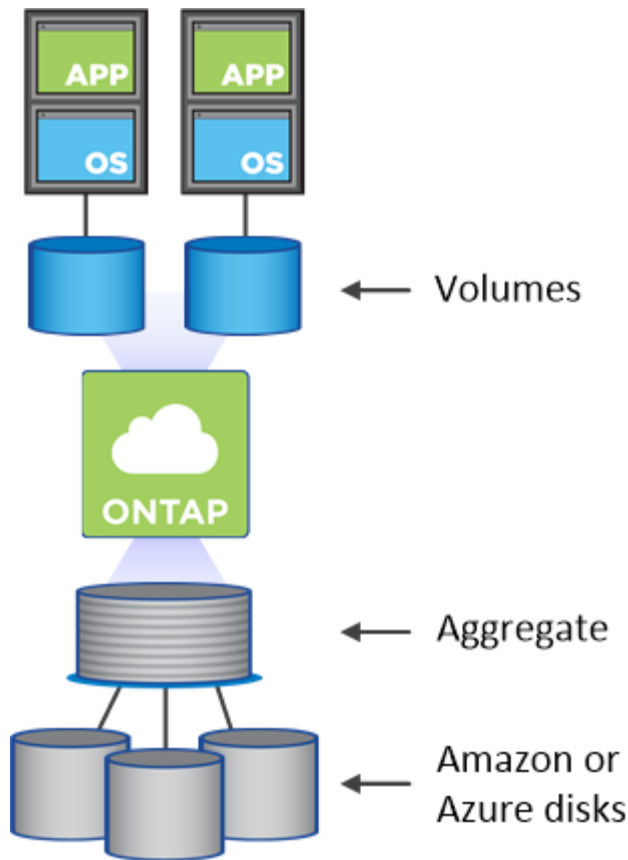 APP APP
OS OS
Volumes
ONTAP
Aggregate
Amazon or
Azure disks